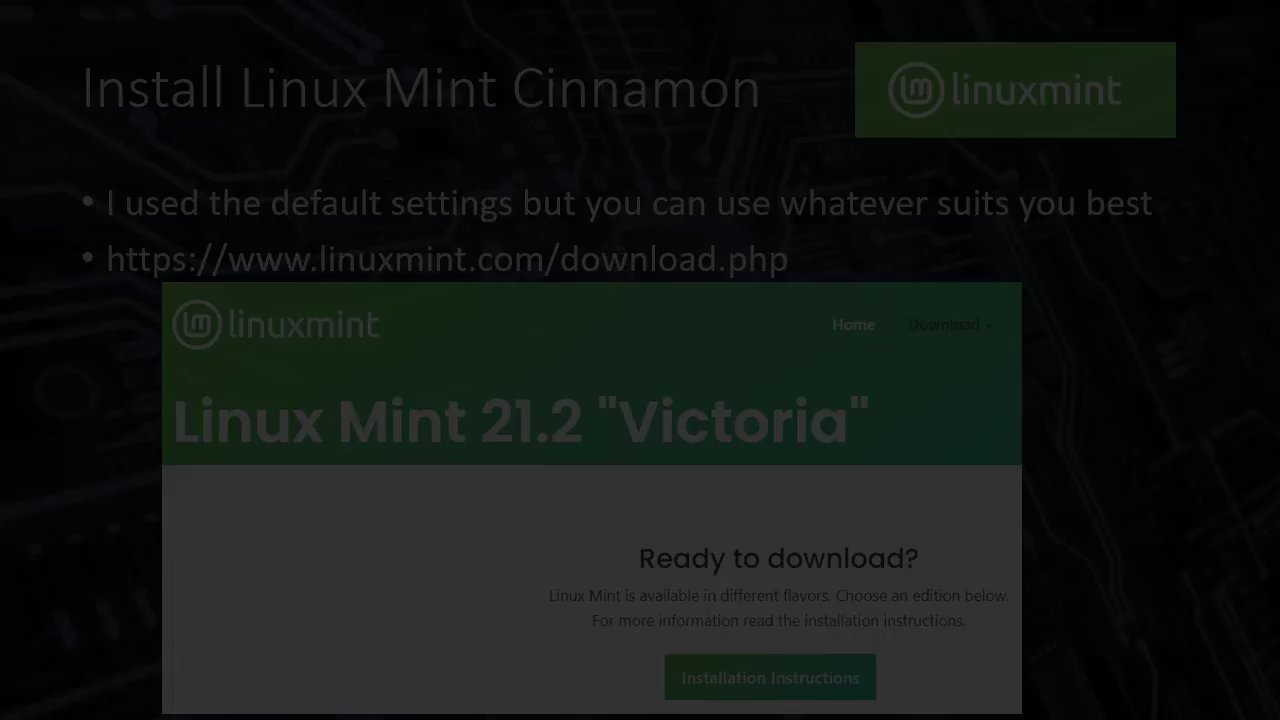 Install Linux Mint Cinnamon
linuxmint
• I used the default settings but you can use whatever suits you best
• https://www.linuxmint.com/download.php
linuxmint
Home Download
Linux Mint 21.2 "Victoria"
Ready to download?
Linux Mint is available in different flavors. Choose an edition below.
For more information read the installation instructions.
Installation Instructions